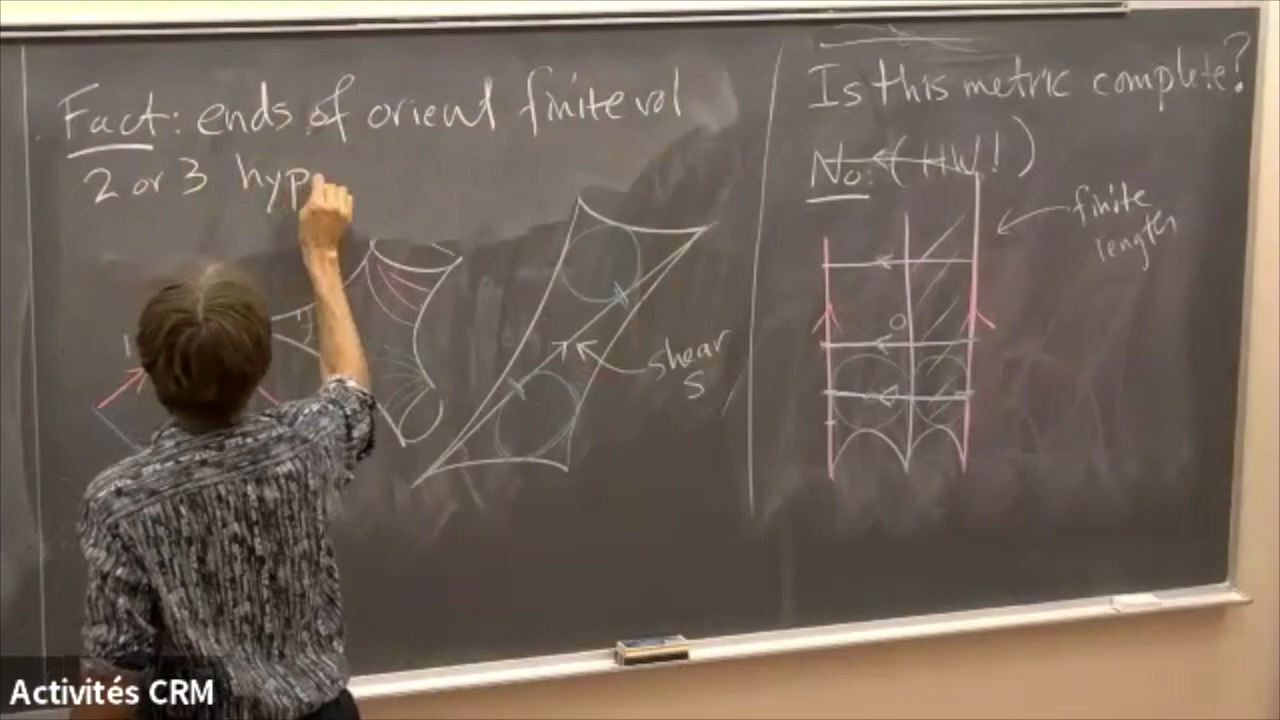 Fact: ends of orient finite vol
2 or 3 hyp
shear
s
Is this metric complete?
No: (HW!)
finite
length
0
Activités CRM